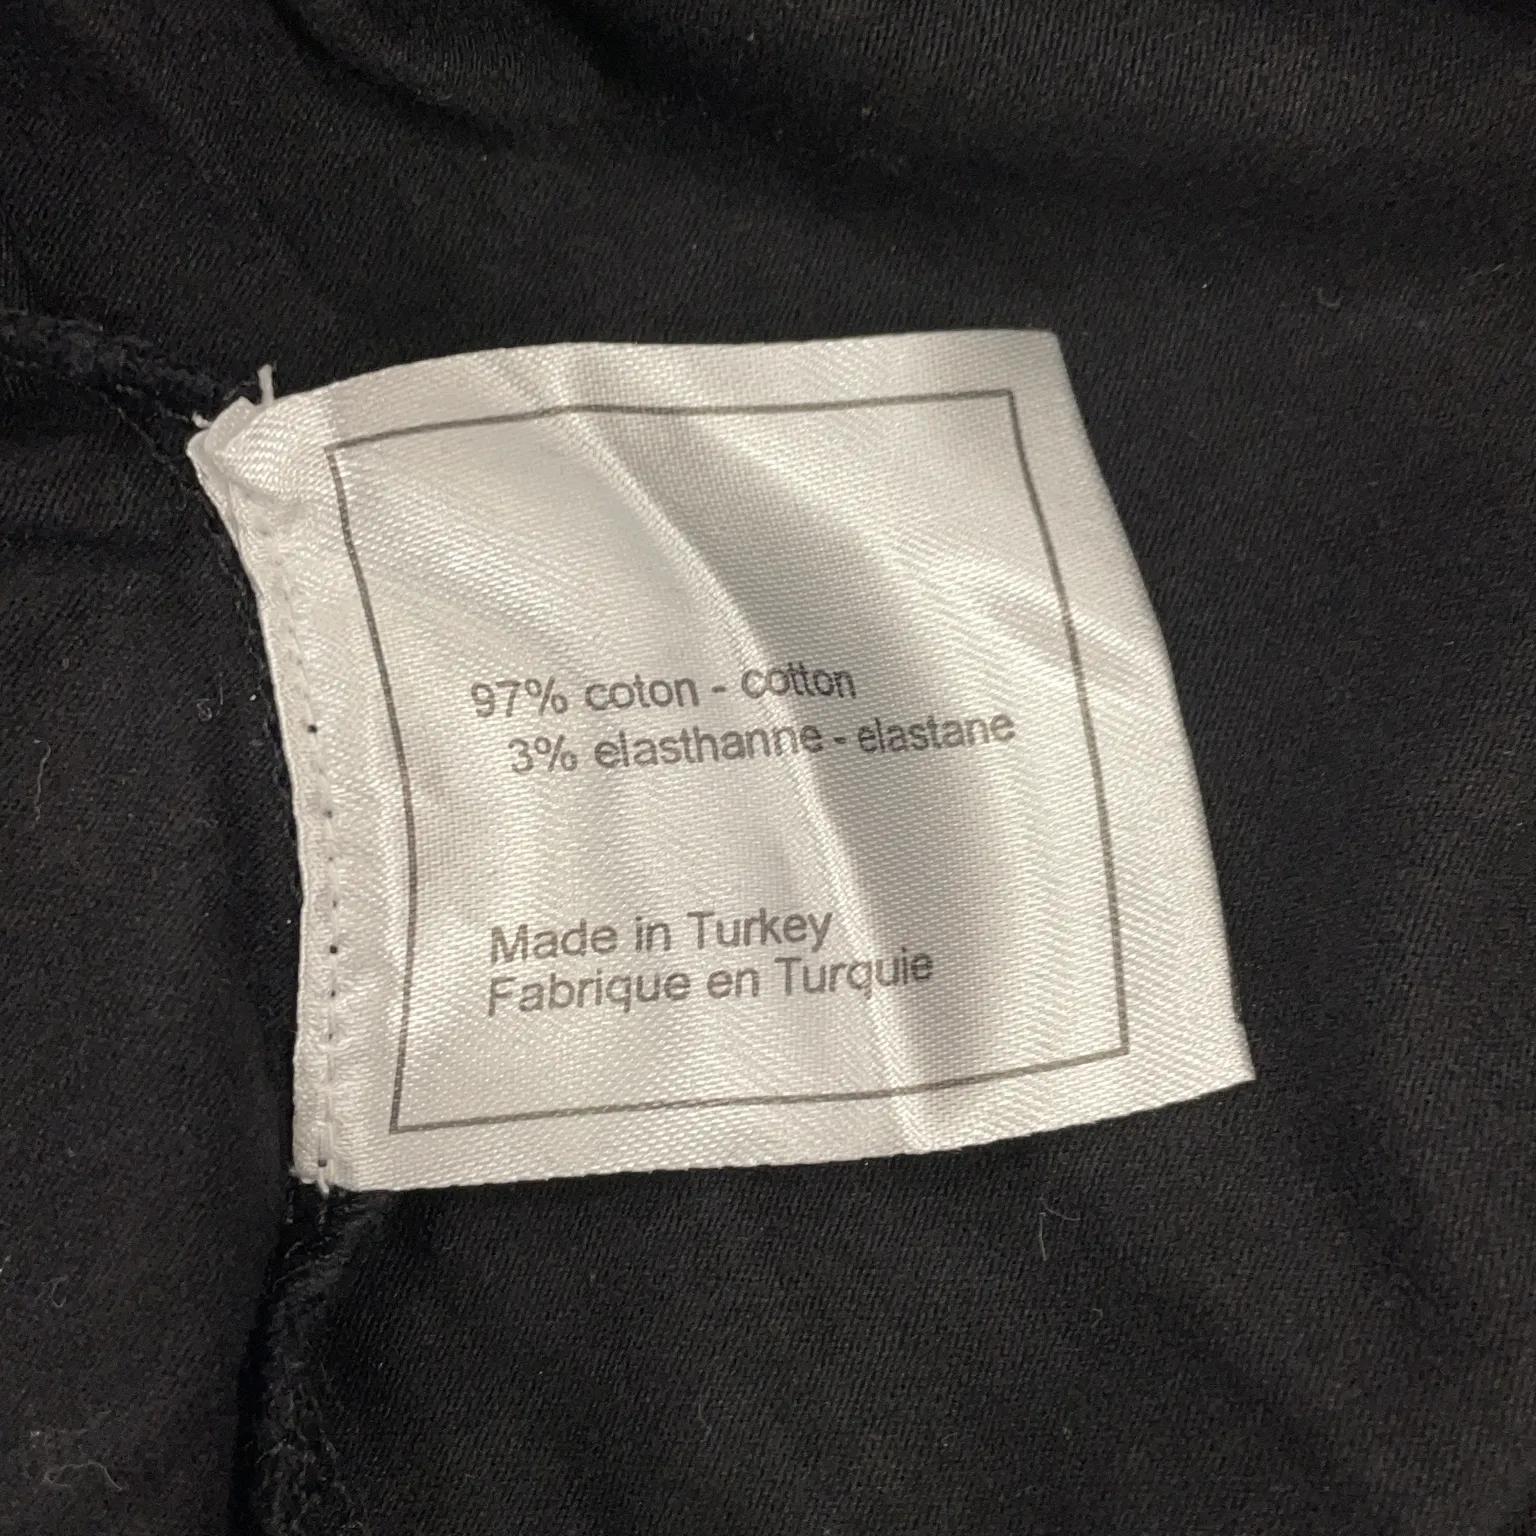 97% coton - cotton
3% elasthanne - elastane
Made in Turkey
Fabrique en Turquie